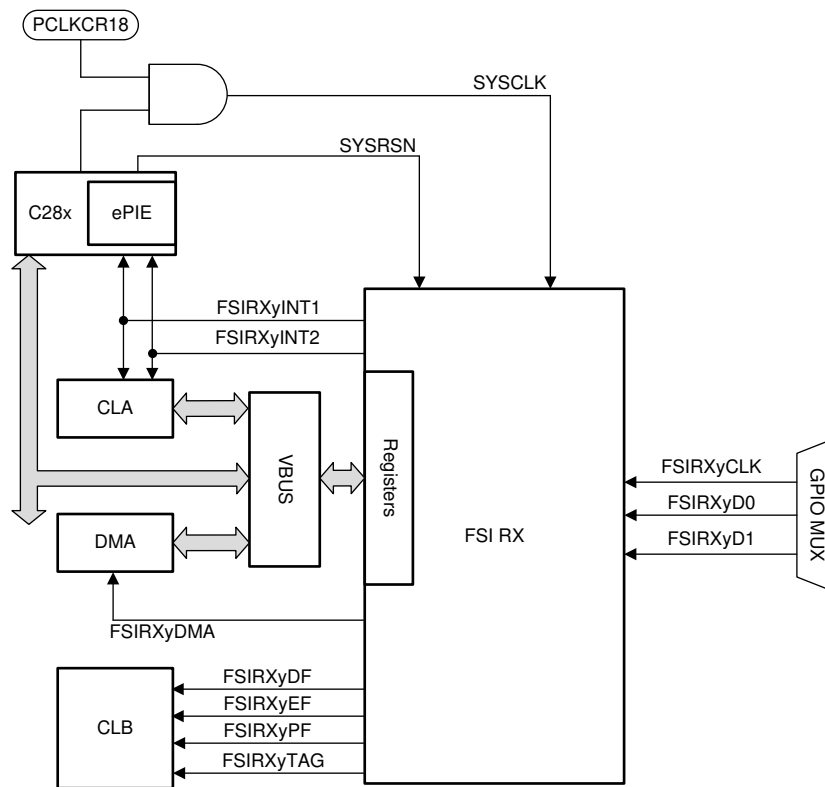 PCLKCR18
SYSCLK
SYSRSN
C28x
ePIE
FSIRXyINT1
FSIRXyINT2
CLA
VBUS
Registers
FSIRXyCLK
GPIO MUX
FSIRXyD0
DMA
FSI RX
FSIRXyD1
FSIRXyDMA
FSIRXyDF
FSIRXyEF
CLB
FSIRXyPF
FSIRXyTAG